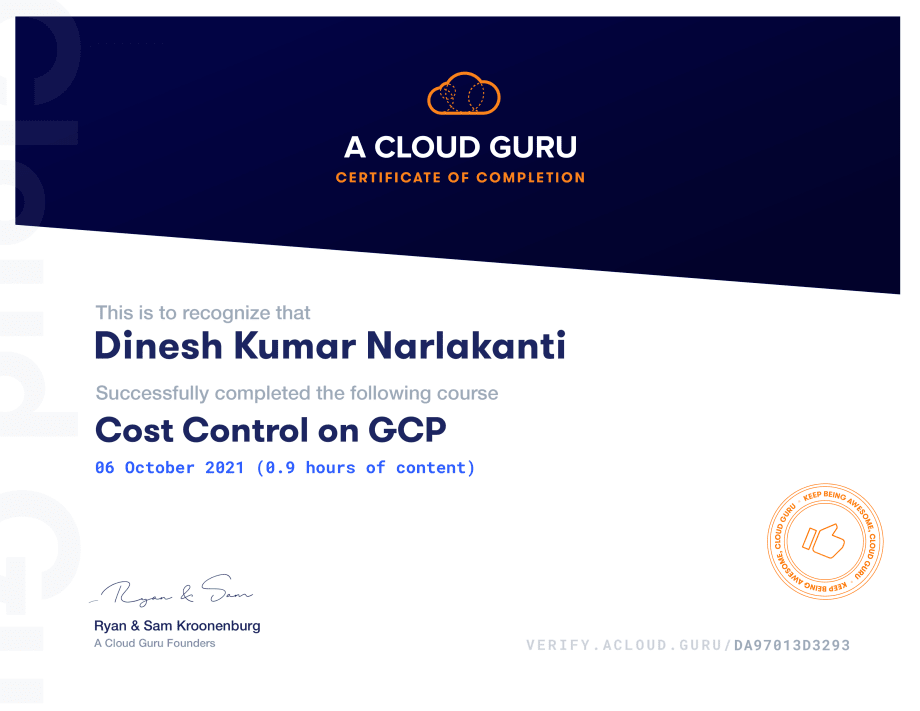 A CLOUD GURU
CERTIFICATE OF COMPLETION
This is to recognize that
Dinesh Kumar Narlakanti
Successfully completed the following course
Cost Control on GCP
06 October 2021 (0.9 hours of content)
KEEP BEING AWESOME, CLOUD GURU · KEEP BEING AWESOME, CLOUD GURU ·
Ryan & Sam
Ryan & Sam Kroonenburg
A Cloud Guru Founders
VERIFY.ACLOUD.GURU/DA97013D3293
Cloud Gu